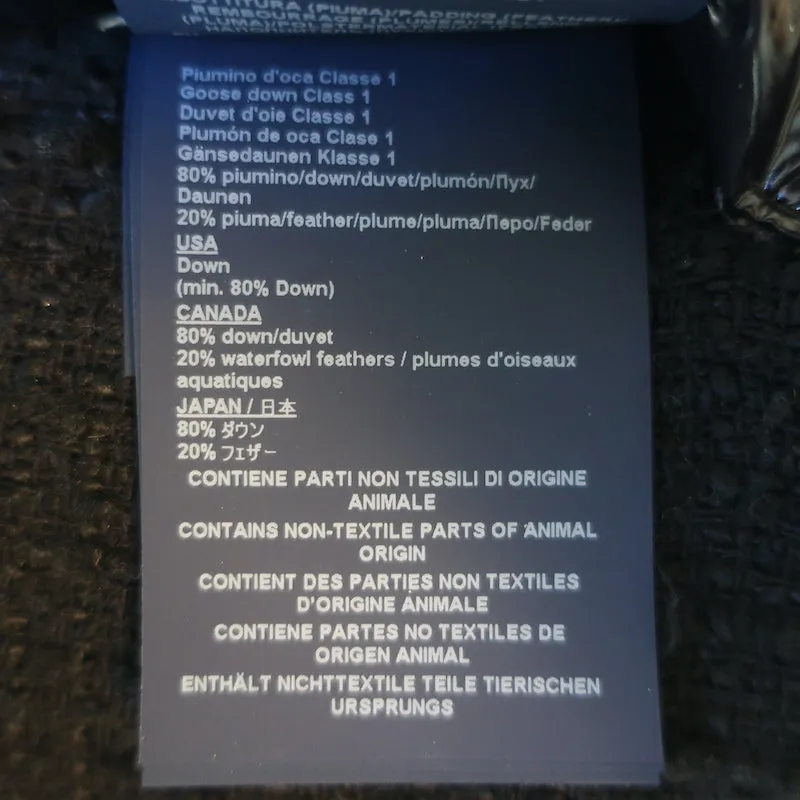 REMBOURRAGE (PLUME)
Piumino d'oca Classe 1
Goose down Class 1
Duvet d'oie Classe 1
Plumón de oca Clase 1
Gänsedaunen Klasse 1
80% piumino/down/duvet/plumón/Пух/
Daunen
20% piuma/feather/plume/pluma/Перо/Feder
USA
Down
(min. 80% Down)
CANADA
80% down/duvet
20% waterfowl feathers / plumes d'oiseaux
aquatiques
JAPAN / 日本
80% ダウン
20% フェザー
CONTIENE PARTI NON TESSILI DI ORIGINE
ANIMALE
CONTAINS NON-TEXTILE PARTS OF ANIMAL
ORIGIN
CONTIENT DES PARTIES NON TEXTILES
D'ORIGINE ANIMALE
CONTIENE PARTES NO TEXTILES DE
ORIGEN ANIMAL
ENTHÄLT NICHTTEXTILE TEILE TIERISCHEN
URSPRUNGS